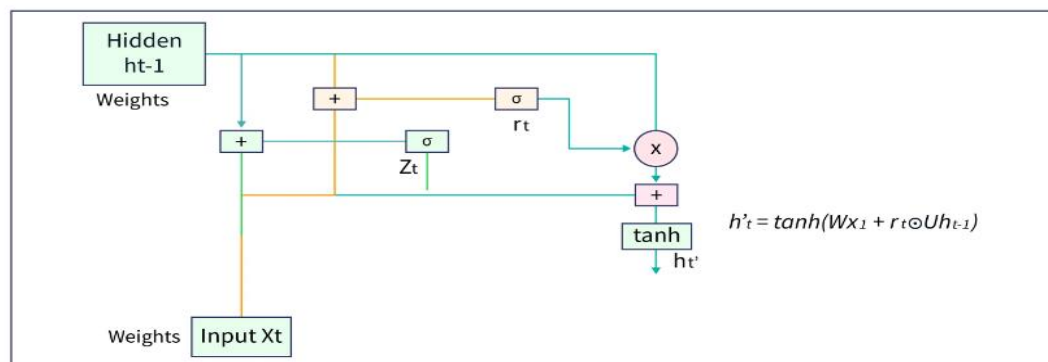 Hidden
ht-1
Weights
+
σ
rt
+
σ
Zt
x
+
h't = tanh(Wx1 + rt⊙Uht-1)
tanh
ht'
Weights
Input Xt